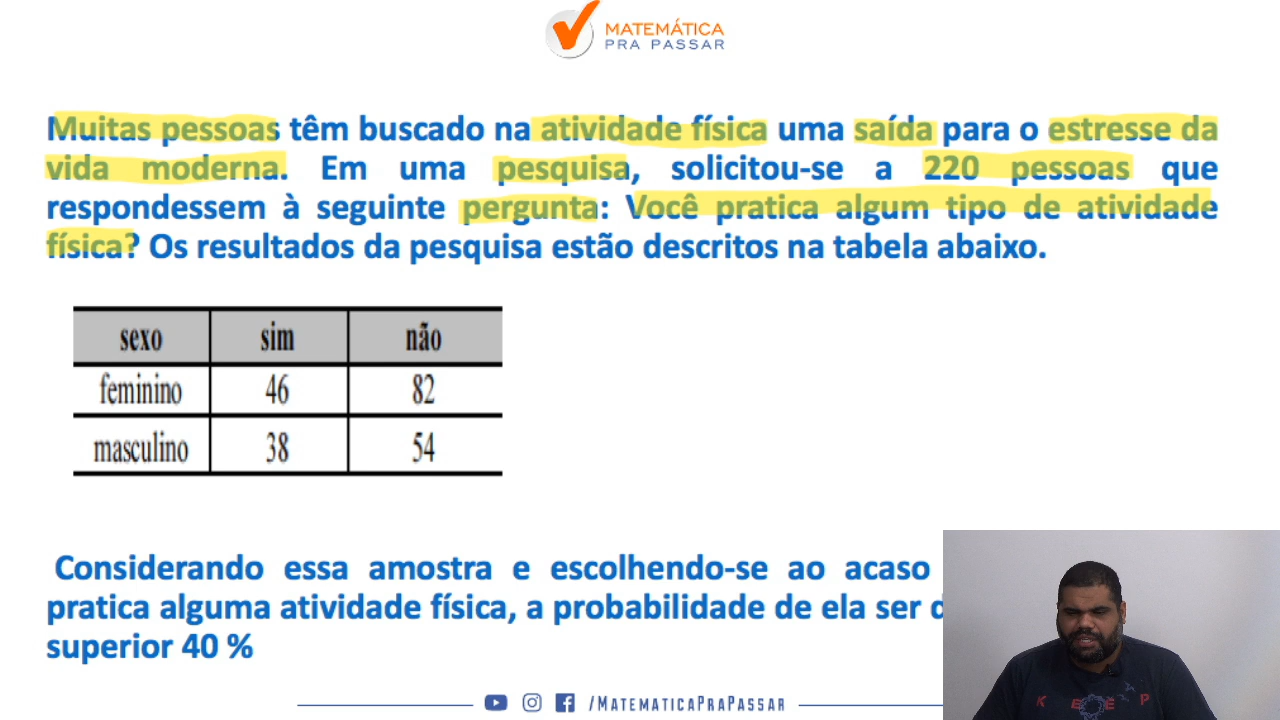 MATEMÁTICA
PRA PASSAR
Muitas pessoas têm buscado na atividade física uma saída para o estresse da
vida moderna. Em uma pesquisa, solicitou-se a 220 pessoas que
respondessem à seguinte pergunta: Você pratica algum tipo de atividade
física? Os resultados da pesquisa estão descritos na tabela abaixo.
sexo sim não
feminino 46 82
masculino 38 54
Considerando essa amostra e escolhendo-se ao acaso
pratica alguma atividade física, a probabilidade de ela ser
superior 40 %
/MATEMATICAPRAPASSAR
K E E P